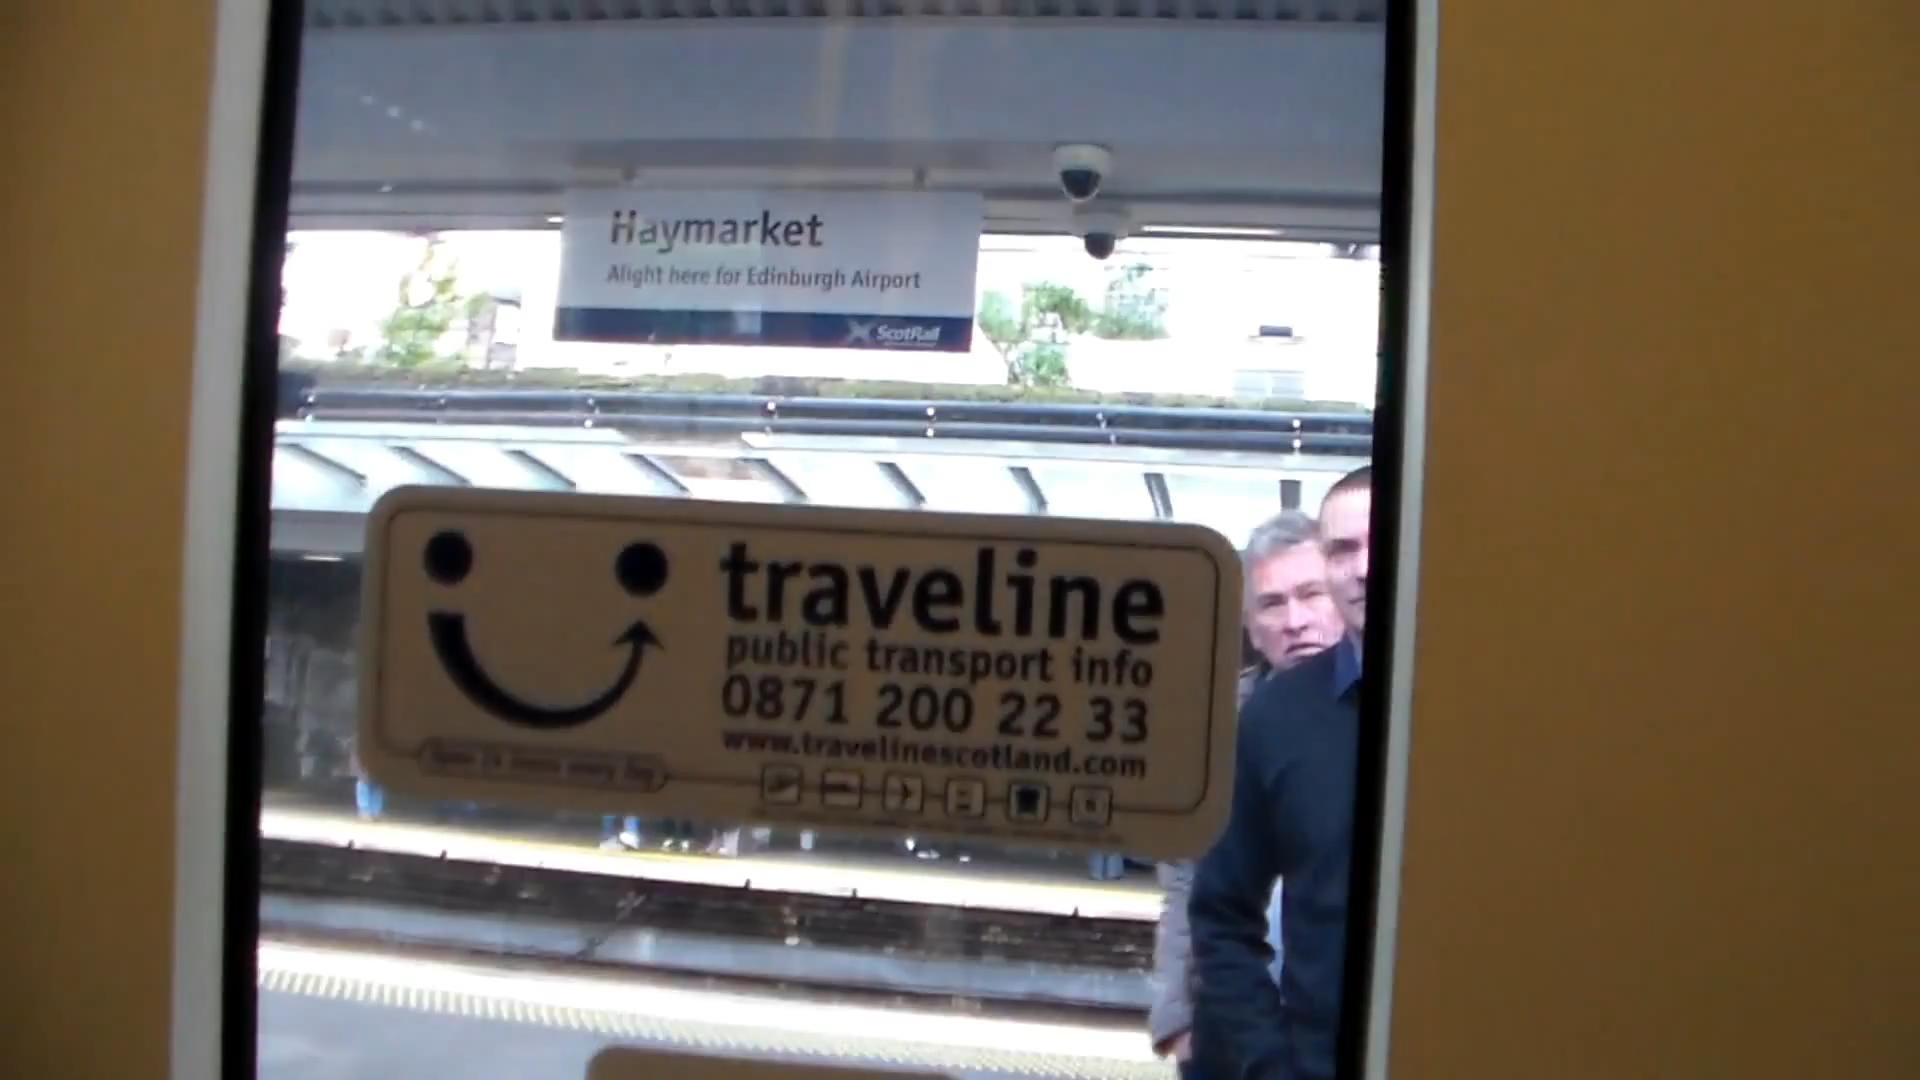 Haymarket
Alight here for Edinburgh Airport
ScotRail
traveline
public transport info
0871 200 22 33
www.travelinescotland.com